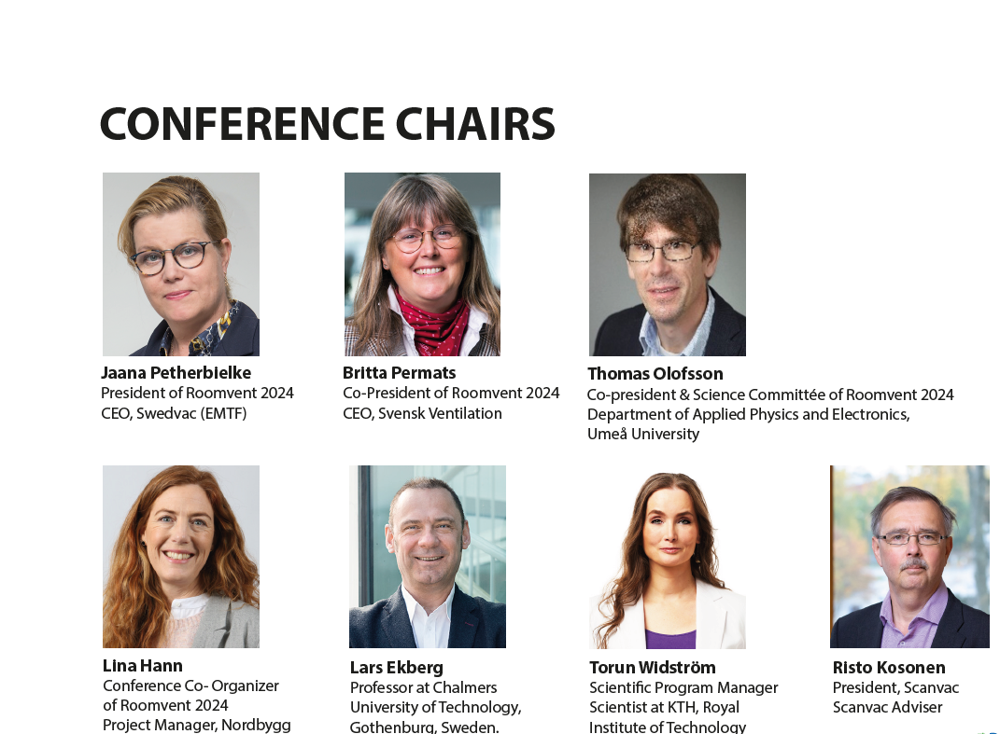 CONFERENCE CHAIRS
Jaana Petherbielke
President of Roomvent 2024
CEO, Swedvac (EMTF)
Britta Permats
Co-President of Roomvent 2024
CEO, Svensk Ventilation
Thomas Olofsson
Co-president & Science Committée of Roomvent 2024
Department of Applied Physics and Electronics,
Umeå University
Lina Hann
Conference Co- Organizer
of Roomvent 2024
Project Manager, Nordbygg
Lars Ekberg
Professor at Chalmers
University of Technology,
Gothenburg, Sweden.
Torun Widström
Scientific Program Manager
Scientist at KTH, Royal
Institute of Technology
Risto Kosonen
President, Scanvac
Scanvac Adviser